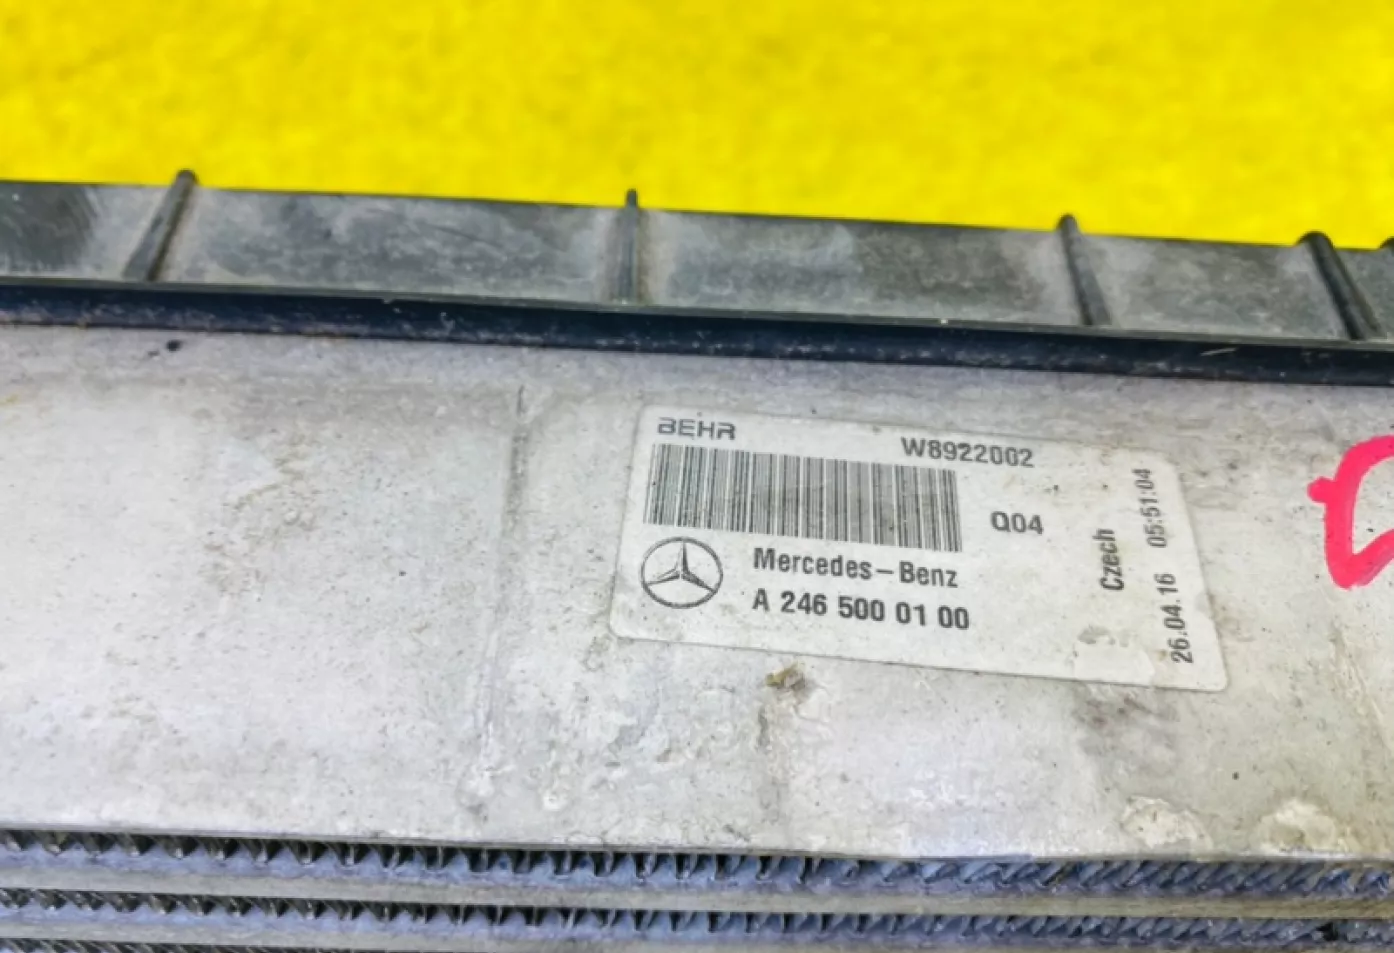 BEHR
W8922002
Q04
Mercedes-Benz
A 246 500 01 00
Czech
26.04.16 05:51:04